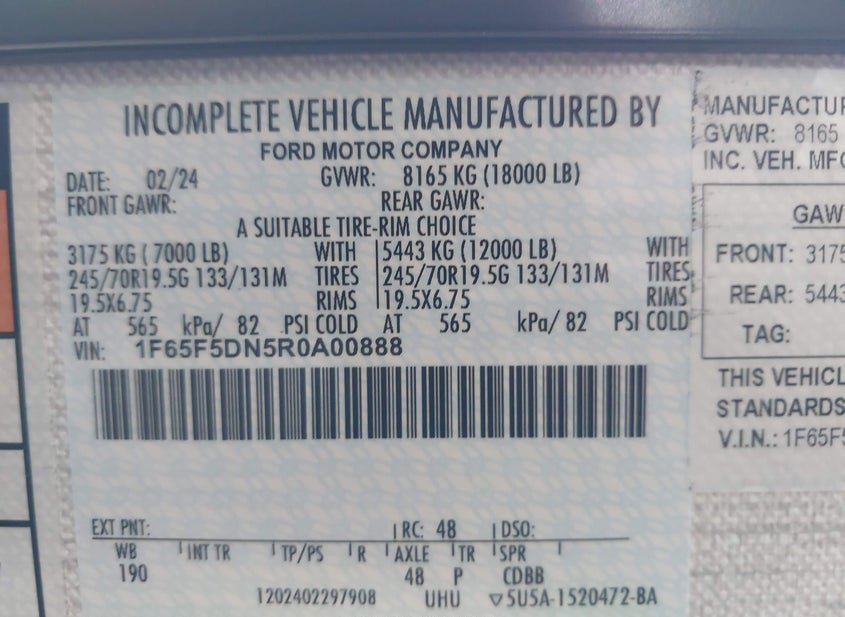 INCOMPLETE VEHICLE MANUFACTURED BY
FORD MOTOR COMPANY
DATE: 02/24 GVWR: 8165 KG (18000 LB)
FRONT GAWR: REAR GAWR:
A SUITABLE TIRE-RIM CHOICE
3175 KG ( 7000 LB) WITH 5443 KG (12000 LB) WITH
245/70R19.5G 133/131M TIRES 245/70R19.5G 133/131M TIRES
19.5X6.75 RIMS 19.5X6.75 RIMS
AT 565 kPa/ 82 PSI COLD AT 565 kPa/ 82 PSI COLD
VIN: 1F65F5DN5R0A00888
EXT PNT: RC: 48 DSO:
WB INT TR TP/PS R AXLE TR SPR
190 48 P CDBB
1202402297908 UHU ▽5U5A-1520472-BA
MANUFACTUR
GVWR: 8165
INC. VEH. MFG
GAW
FRONT: 3175
REAR: 5443
TAG:
THIS VEHICL
STANDARDS
V.I.N.: 1F65F5